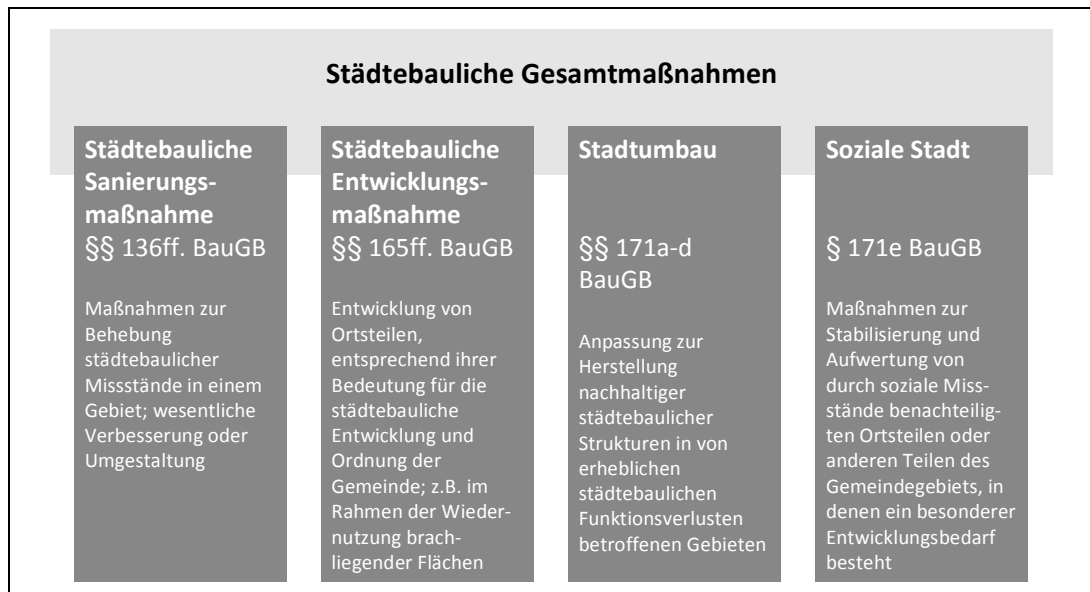 Städtebauliche Gesamtmaßnahmen
Städtebauliche
Sanierungs-
maßnahme
§§ 136ff. BauGB
Maßnahmen zur
Behebung
städtebaulicher
Missstände in einem
Gebiet; wesentliche
Verbesserung oder
Umgestaltung
Städtebauliche
Entwicklungs-
maßnahme
§§ 165ff. BauGB
Entwicklung von
Ortsteilen,
entsprechend ihrer
Bedeutung für die
städtebauliche
Entwicklung und
Ordnung der
Gemeinde; z.B. im
Rahmen der Wieder-
nutzung brach-
liegender Flächen
Stadtumbau
§§ 171a-d
BauGB
Anpassung zur
Herstellung
nachhaltiger
städtebaulicher
Strukturen in von
erheblichen
städtebaulichen
Funktionsverlusten
betroffenen Gebieten
Soziale Stadt
§ 171e BauGB
Maßnahmen zur
Stabilisierung und
Aufwertung von
durch soziale Miss-
stände benachteilig-
ten Ortsteilen oder
anderen Teilen des
Gemeindegebiets, in
denen ein besonderer
Entwicklungsbedarf
besteht